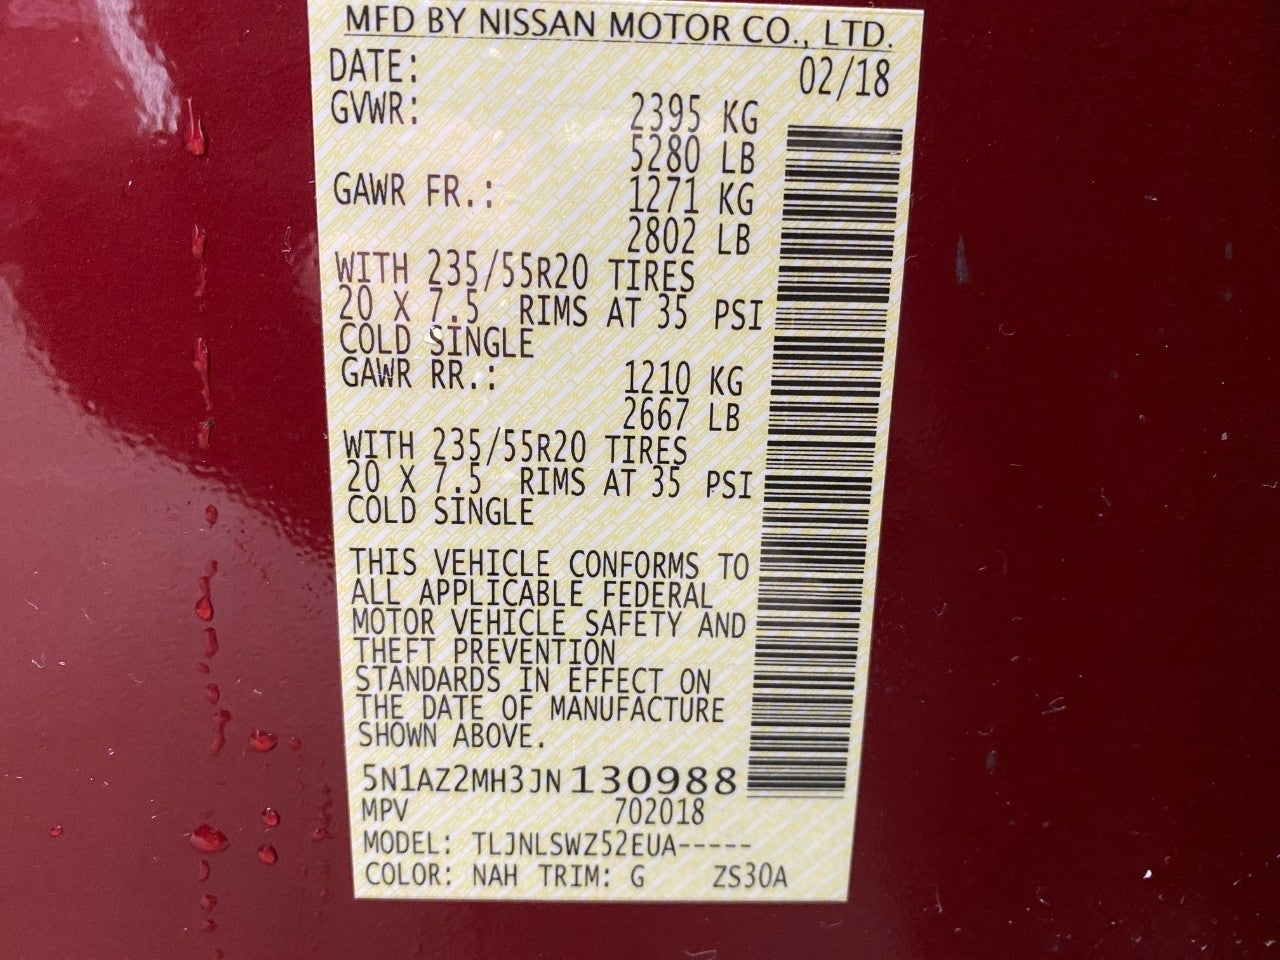 MFD BY NISSAN MOTOR CO., LTD.
DATE: 02/18
GVWR: 2395 KG
5280 LB
GAWR FR.: 1271 KG
2802 LB
WITH 235/55R20 TIRES
20 X 7.5 RIMS AT 35 PSI
COLD SINGLE
GAWR RR.: 1210 KG
2667 LB
WITH 235/55R20 TIRES
20 X 7.5 RIMS AT 35 PSI
COLD SINGLE
THIS VEHICLE CONFORMS TO
ALL APPLICABLE FEDERAL
MOTOR VEHICLE SAFETY AND
THEFT PREVENTION
STANDARDS IN EFFECT ON
THE DATE OF MANUFACTURE
SHOWN ABOVE.
5N1AZ2MH3JN130988
MPV 702018
MODEL: TLJNLSWZ52EUA-----
COLOR: NAH TRIM: G ZS30A